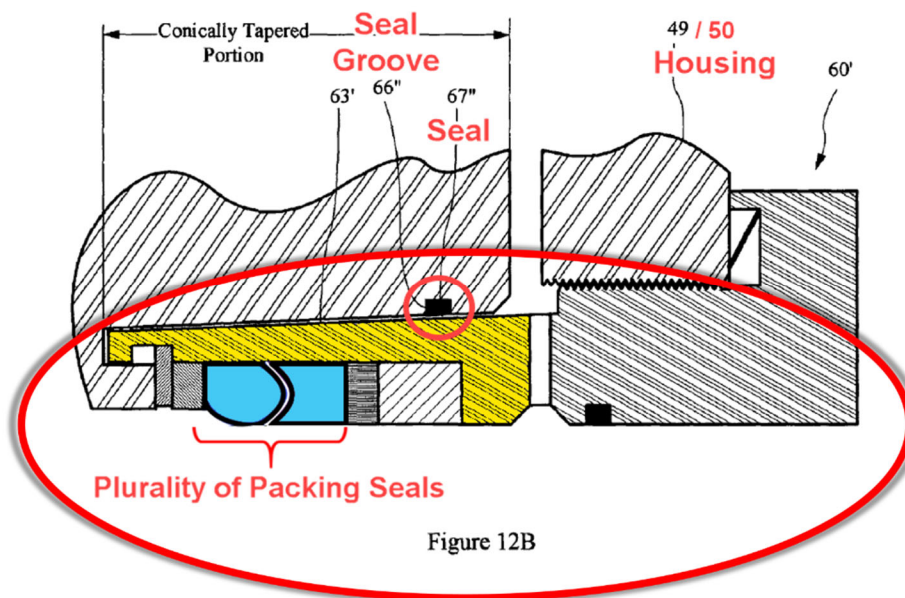 Conically Tapered
Portion
Seal
Groove
63'
66"
67"
Seal
49 / 50
Housing
60'
Plurality of Packing Seals
Figure 12B